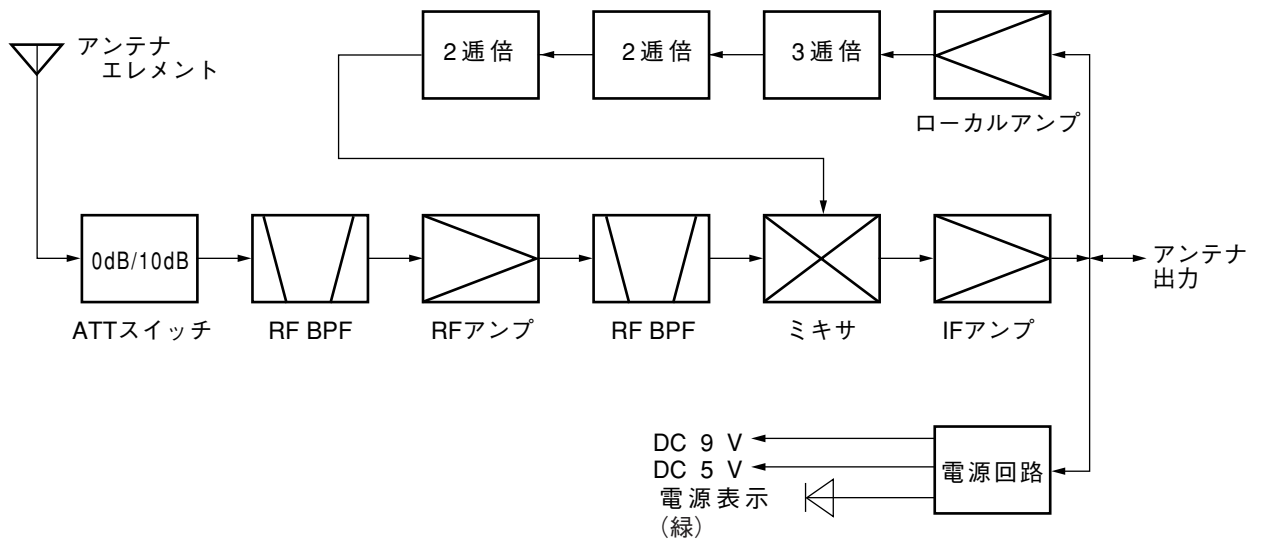 アンテナ
エレメント
2逓倍
2逓倍
3逓倍
ローカルアンプ
0dB/10dB
アンテナ
出力
ATTスイッチ
RF BPF
RFアンプ
RF BPF
ミキサ
IFアンプ
DC 9 V
DC 5 V
電源表示
(緑)
電源回路